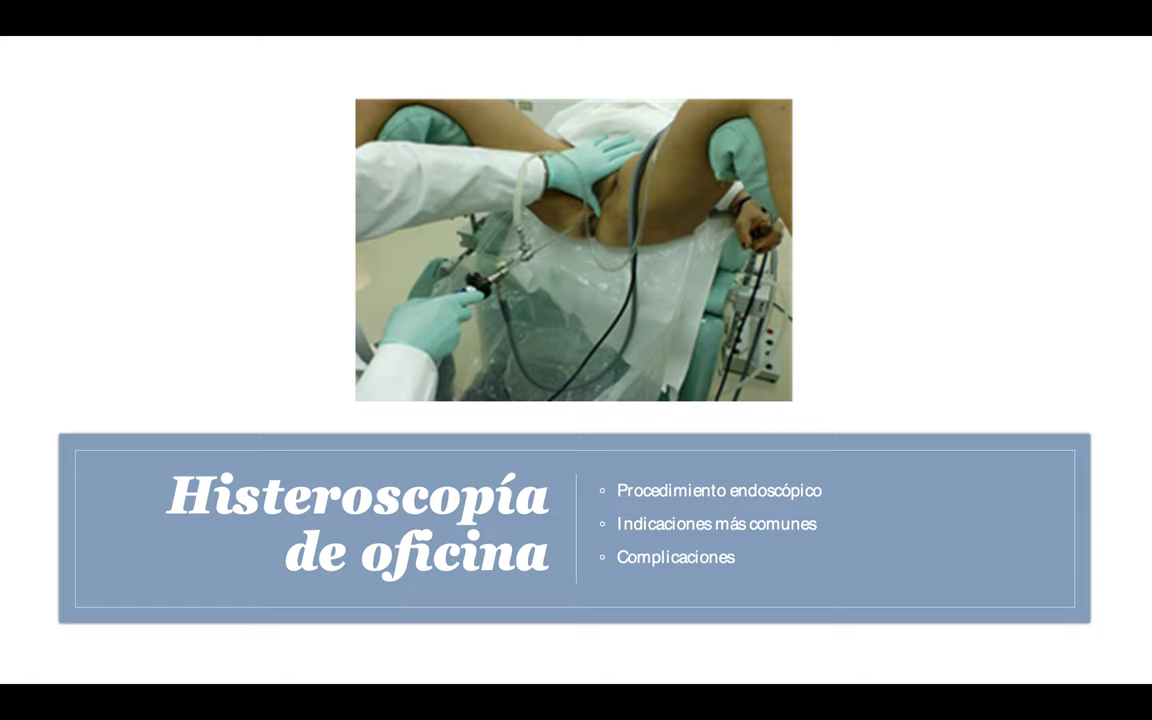 Histeroscopía
de oficina
Procedimiento endoscópico
Indicaciones más comunes
Complicaciones